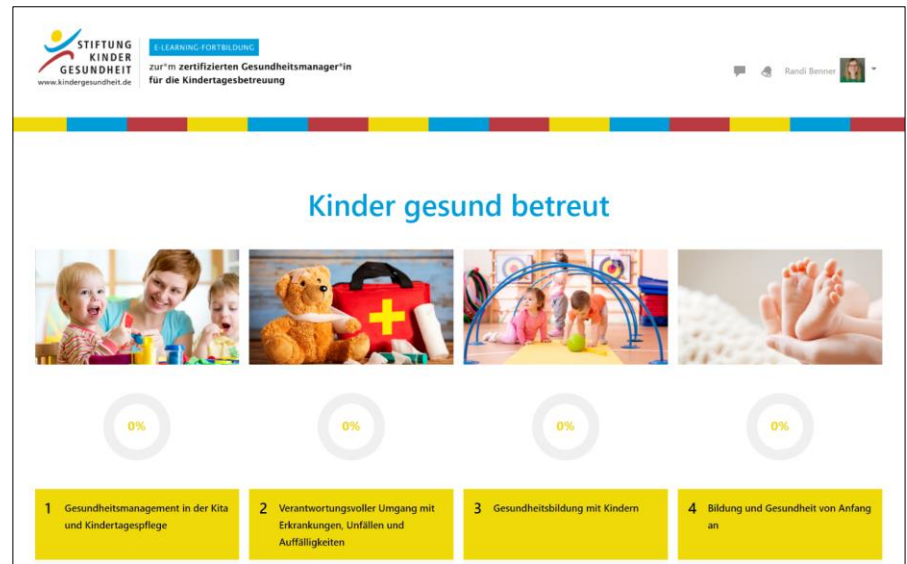 STIFTUNG
KINDER
GESUNDHEIT
www.kindergesundheit.de
E-LEARNING-FORTBILDUNG
zur*m zertifizierten Gesundheitsmanager*in
für die Kindertagesbetreuung
Randi Benner
Kinder gesund betreut
0%
0%
0%
0%
1 Gesundheitsmanagement in der Kita
und Kindertagespflege
2 Verantwortungsvoller Umgang mit
Erkrankungen, Unfällen und
Auffälligkeiten
3 Gesundheitsbildung mit Kindern
4 Bildung und Gesundheit von Anfang
an